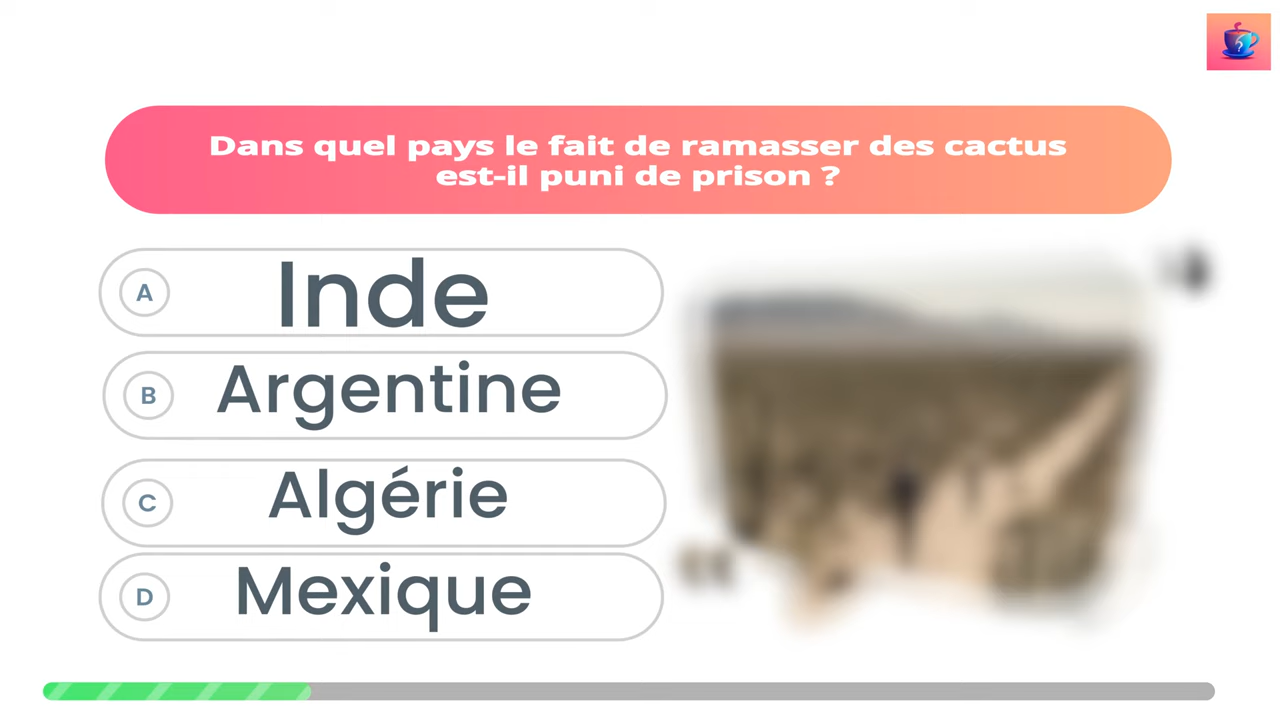 Dans quel pays le fait de ramasser des cactus
est-il puni de prison ?
A Inde
B Argentine
C Algérie
D Mexique